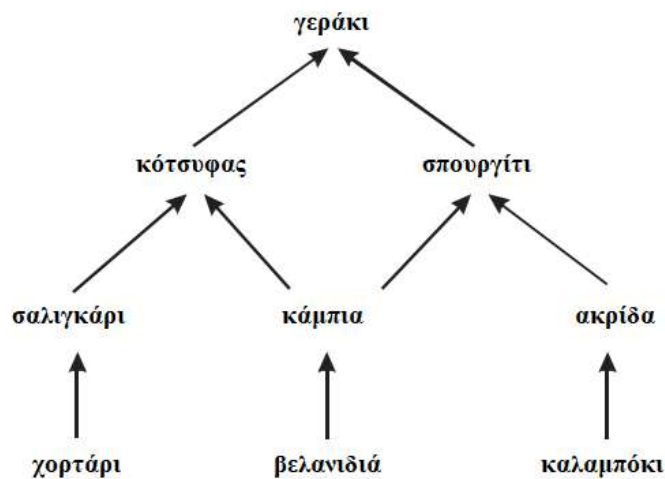 γεράκι
κότσυφας σπουργίτι
σαλιγκάρι κάμπια ακρίδα
χορτάρι βελανιδιά καλαμπόκι